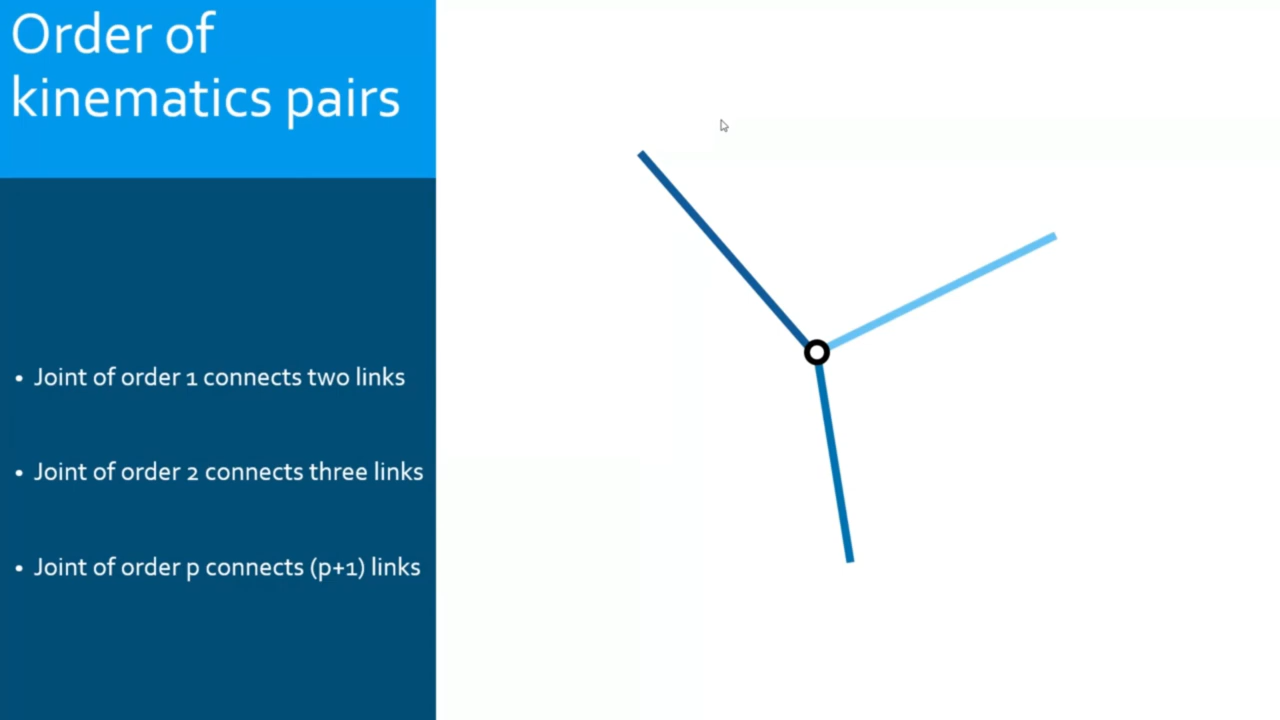 Order of
kinematics pairs
• Joint of order 1 connects two links
• Joint of order 2 connects three links
• Joint of order p connects (p+1) links